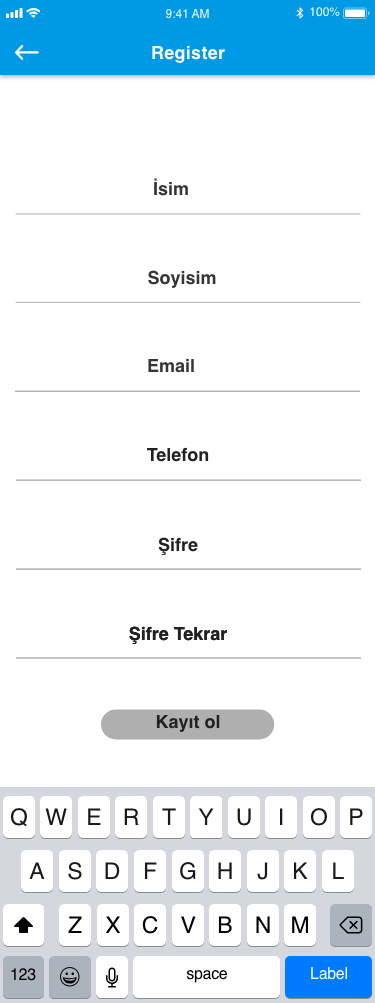 9:41 AM 100%
Register
İsim
Soyisim
Email
Telefon
Şifre
Şifre Tekrar
Kayıt ol
Q W E R T Y U I O P
A S D F G H J K L
Z X C V B N M
123 space Label